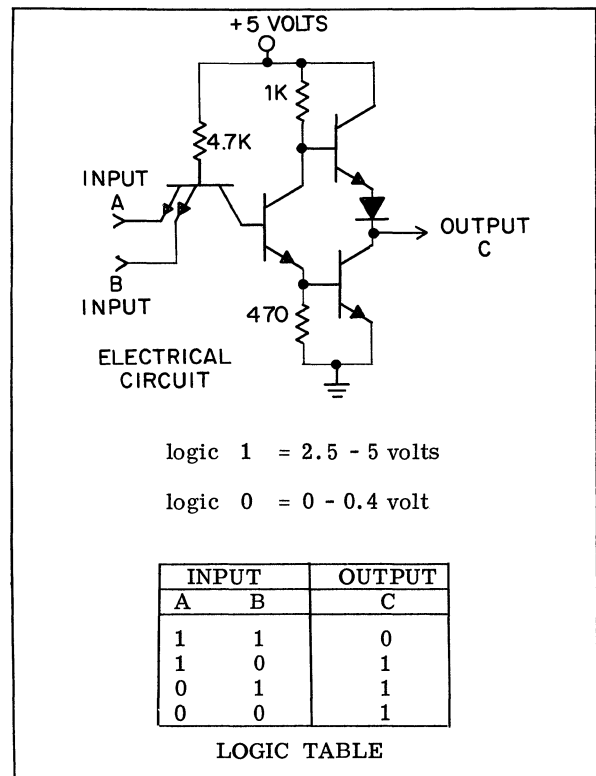 +5 VOLTS
1K
4.7K
INPUT
A
OUTPUT
C
B
INPUT
470
ELECTRICAL
CIRCUIT
logic 1 = 2.5 - 5 volts
logic 0 = 0 - 0.4 volt
INPUT OUTPUT
A B C
1 1 0
1 0 1
0 1 1
0 0 1
LOGIC TABLE